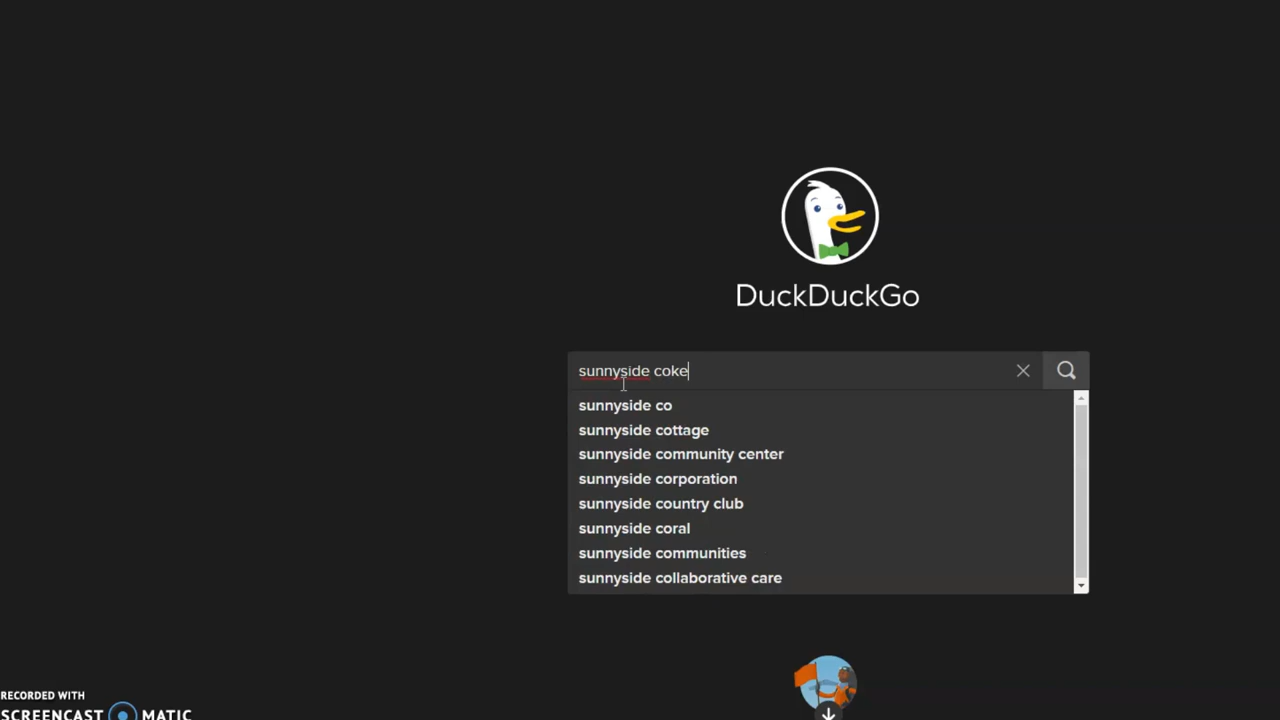 DuckDuckGo
sunnyside coke
sunnyside co
sunnyside cottage
sunnyside community center
sunnyside corporation
sunnyside country club
sunnyside coral
sunnyside communities
sunnyside collaborative care
RECORDED WITH
SCREENCAST MATIC